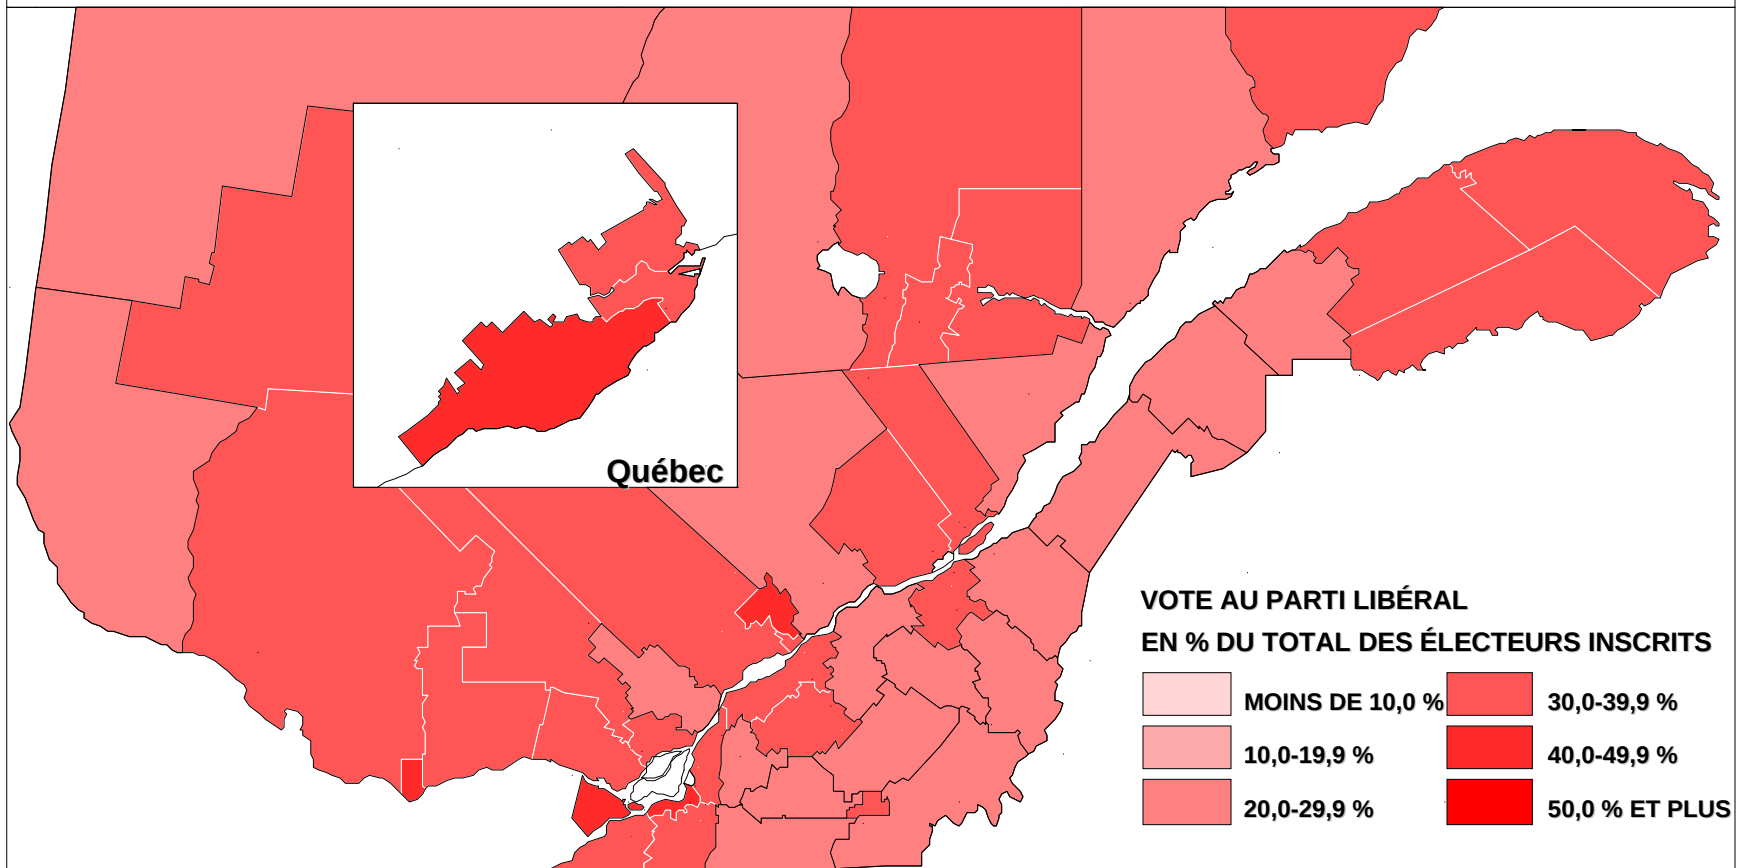 Québec
VOTE AU PARTI LIBÉRAL
EN % DU TOTAL DES ÉLECTEURS INSCRITS
MOINS DE 10,0 %
30,0-39,9 %
10,0-19,9 %
40,0-49,9 %
20,0-29,9 %
50,0 % ET PLUS